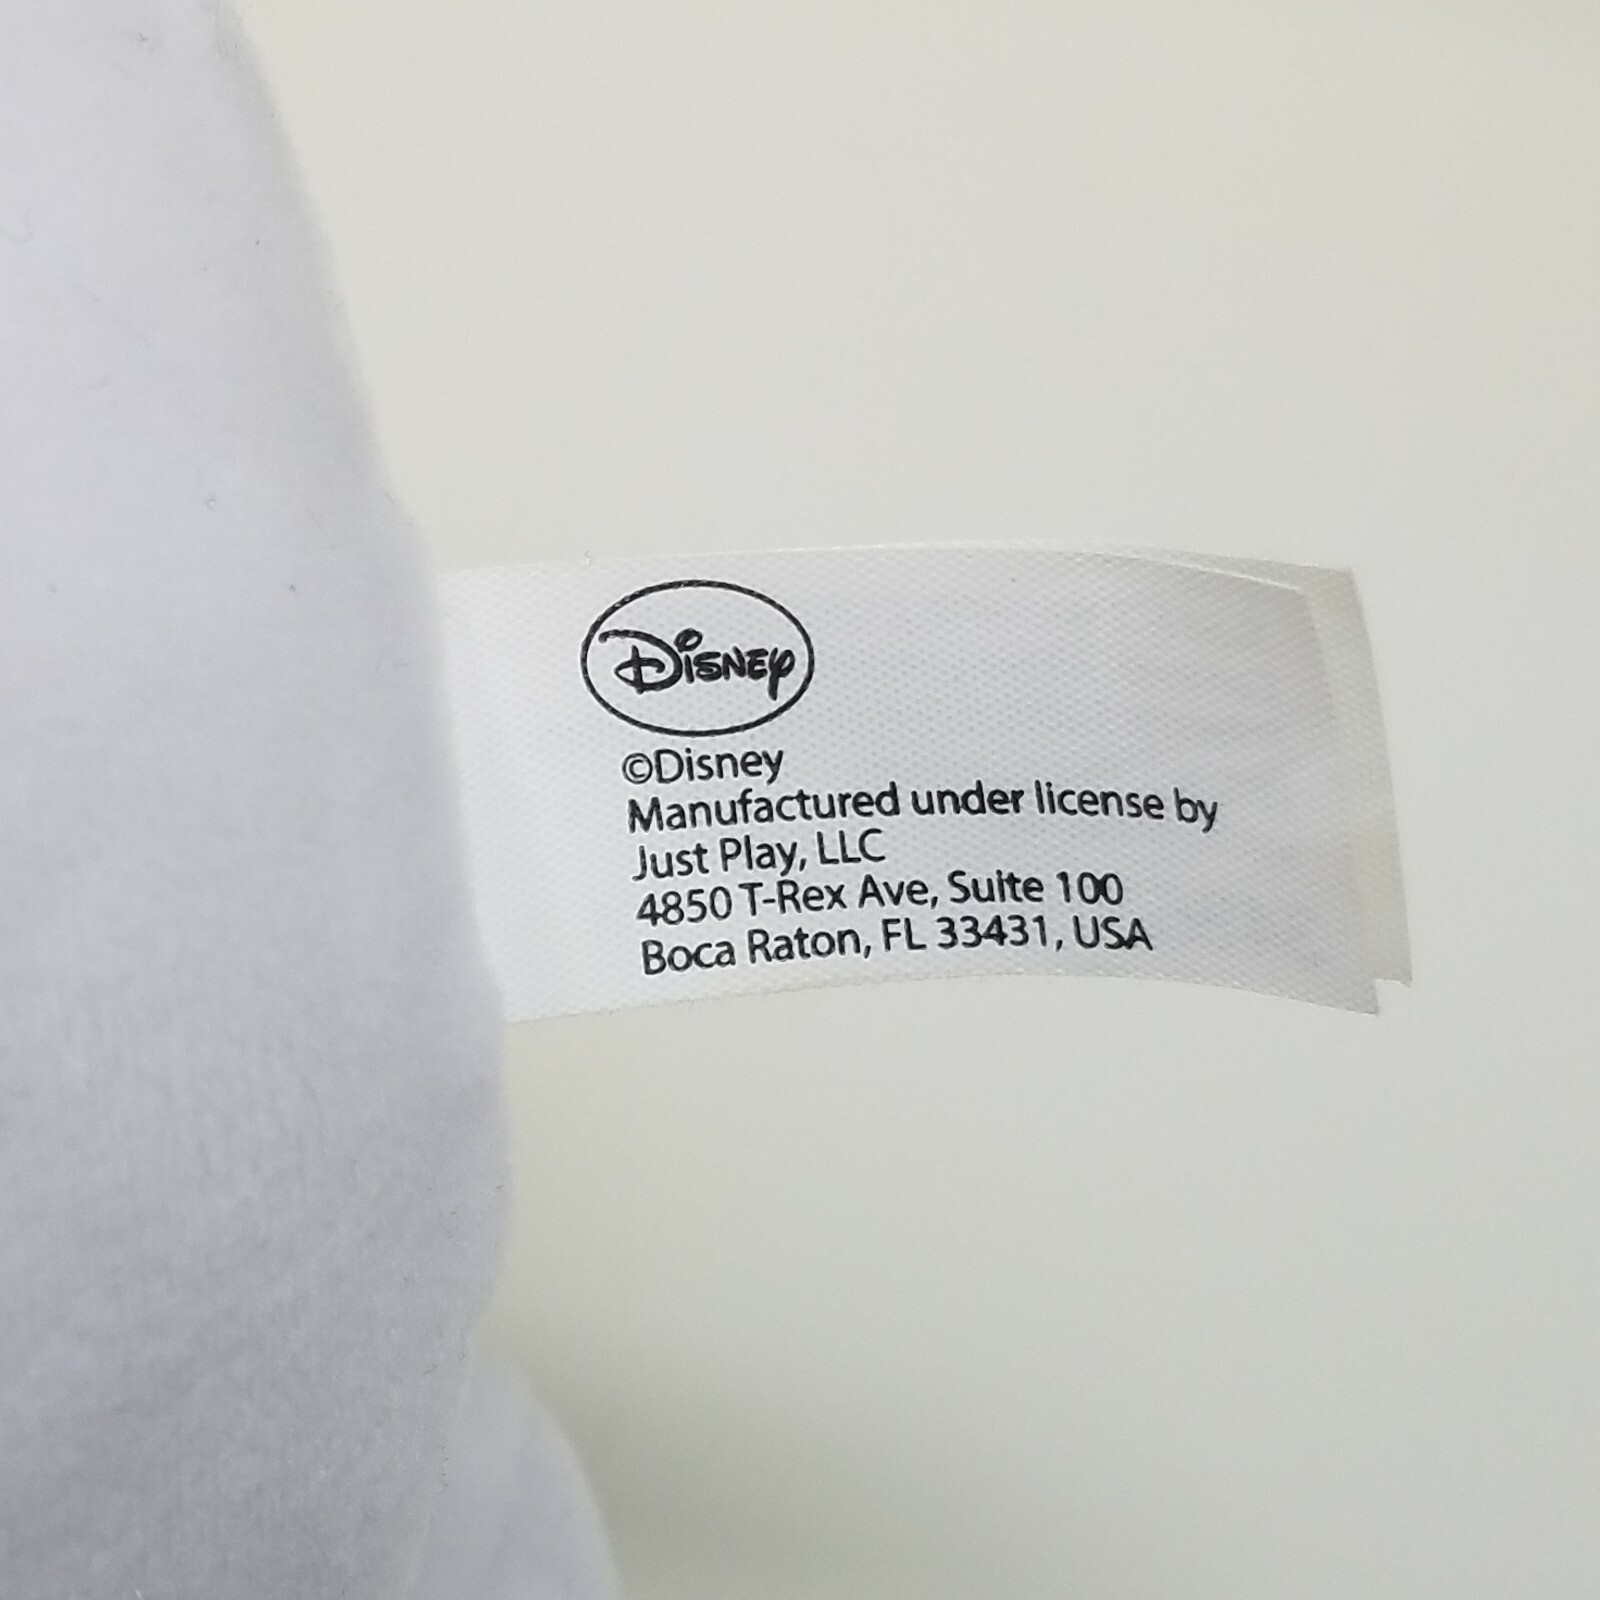 Disney
©Disney
Manufactured under license by
Just Play, LLC
4850 T-Rex Ave, Suite 100
Boca Raton, FL 33431, USA